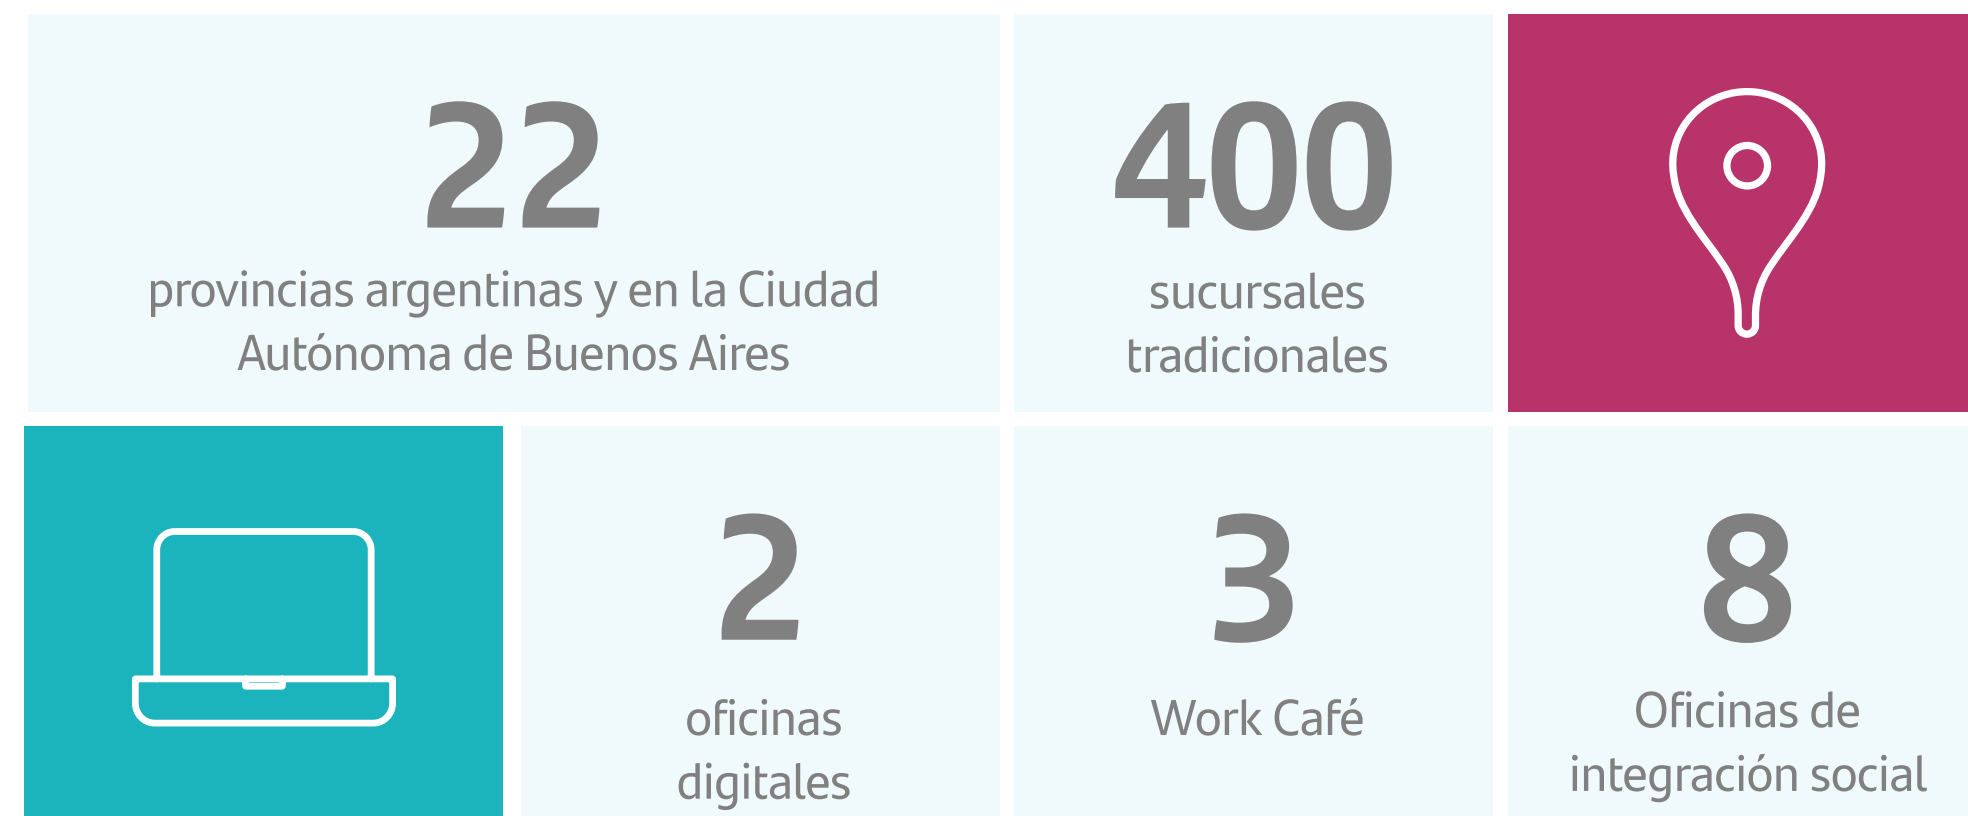 22
provincias argentinas y en la Ciudad
Autónoma de Buenos Aires
400
sucursales
tradicionales
2
oficinas
digitales
3
Work Café
8
Oficinas de
integración social